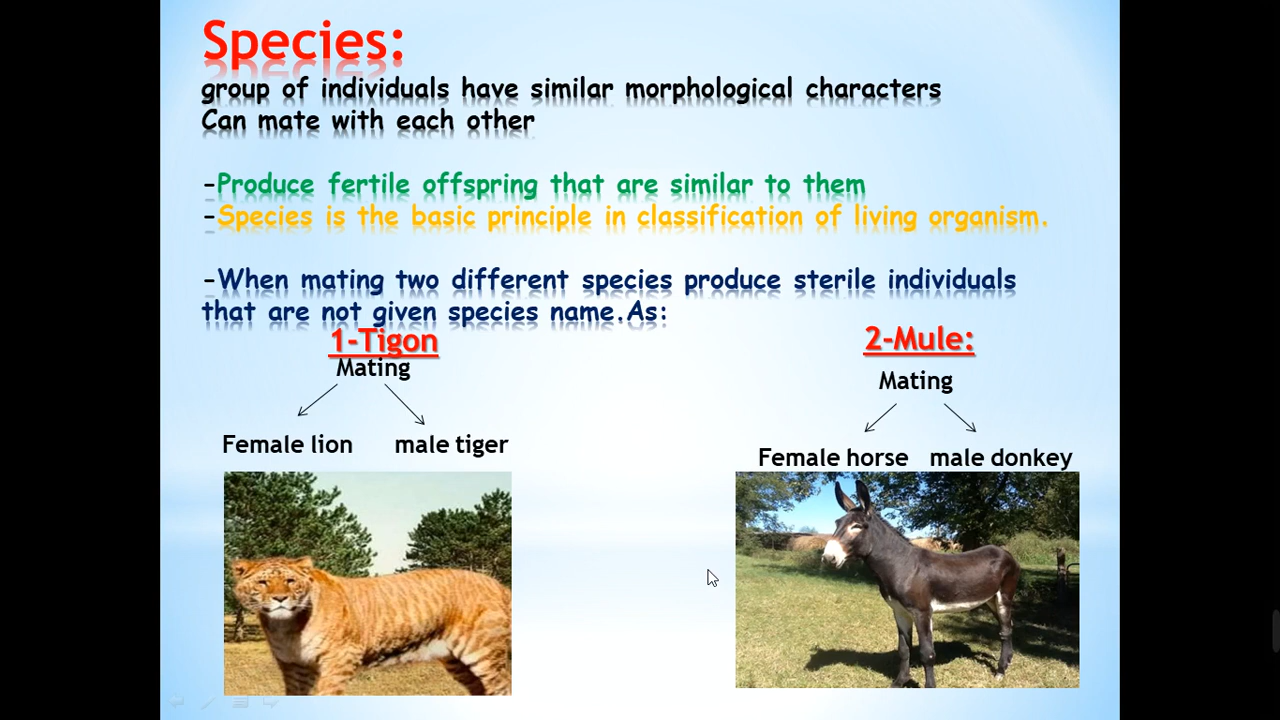 Species:
group of individuals have similar morphological characters
Can mate with each other
-Produce fertile offspring that are similar to them
-Species is the basic principle in classification of living organism.
-When mating two different species produce sterile individuals
that are not given species name.As:
1-Tigon
Mating
Female lion male tiger
2-Mule:
Mating
Female horse male donkey